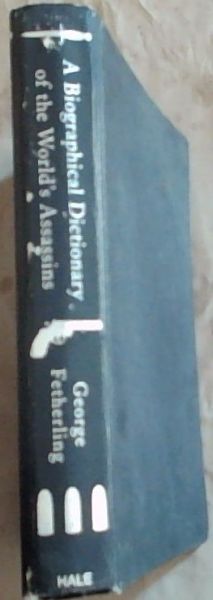 A Biographical Dictionary
of the World's Assassins
George
Fetherling
HALE